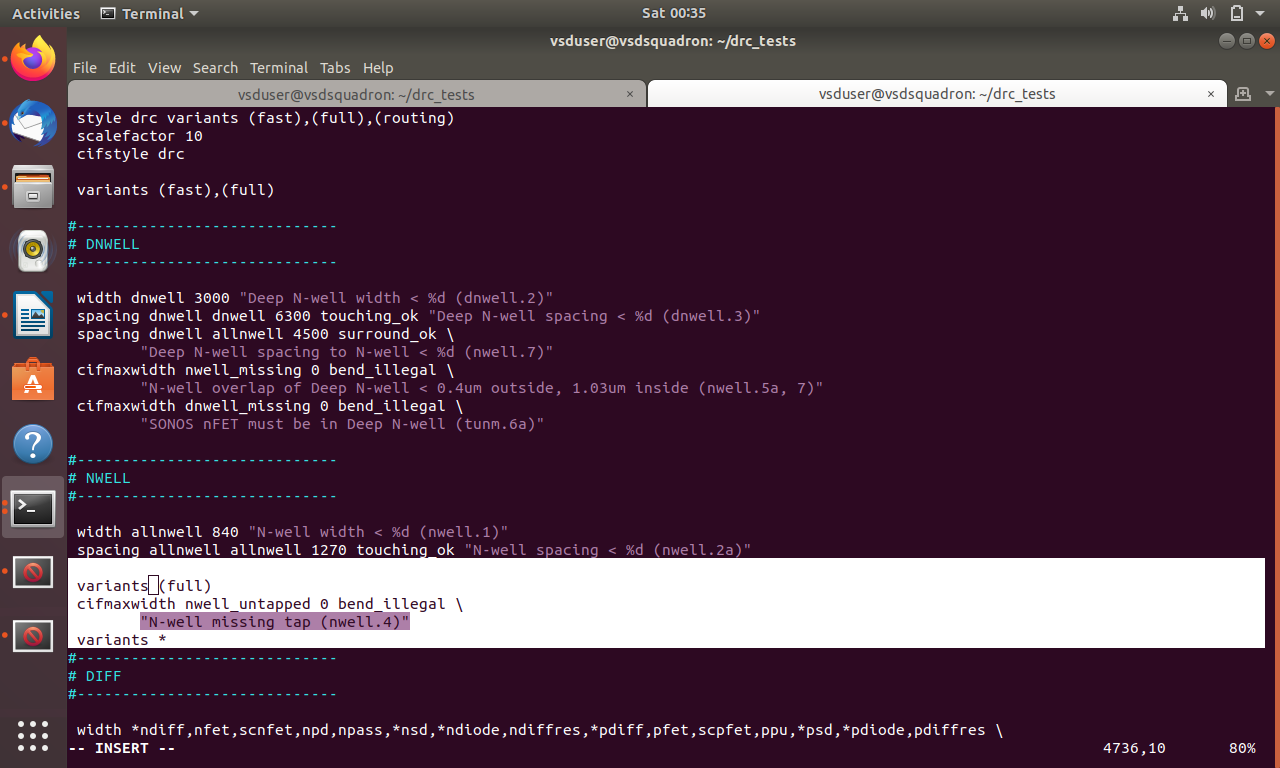 Activities Terminal Sat 00:35
vsduser@vsdsquadron: ~/drc_tests
File Edit View Search Terminal Tabs Help
vsduser@vsdsquadron: ~/drc_tests × vsduser@vsdsquadron: ~/drc_tests ×
style drc variants (fast),(full),(routing)
scalefactor 10
cifstyle drc
variants (fast),(full)
#-----------------------------
# DNWELL
#-----------------------------
width dnwell 3000 "Deep N-well width < %d (dnwell.2)"
spacing dnwell dnwell 6300 touching_ok "Deep N-well spacing < %d (dnwell.3)"
spacing dnwell allnwell 4500 surround_ok \
"Deep N-well spacing to N-well < %d (nwell.7)"
cifmaxwidth nwell_missing 0 bend_illegal \
"N-well overlap of Deep N-well < 0.4um outside, 1.03um inside (nwell.5a, 7)"
cifmaxwidth dnwell_missing 0 bend_illegal \
"SONOS nFET must be in Deep N-well (tunm.6a)"
#-----------------------------
# NWELL
#-----------------------------
width allnwell 840 "N-well width < %d (nwell.1)"
spacing allnwell allnwell 1270 touching_ok "N-well spacing < %d (nwell.2a)"
variants (full)
cifmaxwidth nwell_untapped 0 bend_illegal \
"N-well missing tap (nwell.4)"
variants *
#-----------------------------
# DIFF
#-----------------------------
width *ndiff,nfet,scnfet,npd,npass,*nsd,*ndiode,ndiffres,*pdiff,pfet,scpfet,ppu,*psd,*pdiode,pdiffres \
-- INSERT -- 4736,10 80%